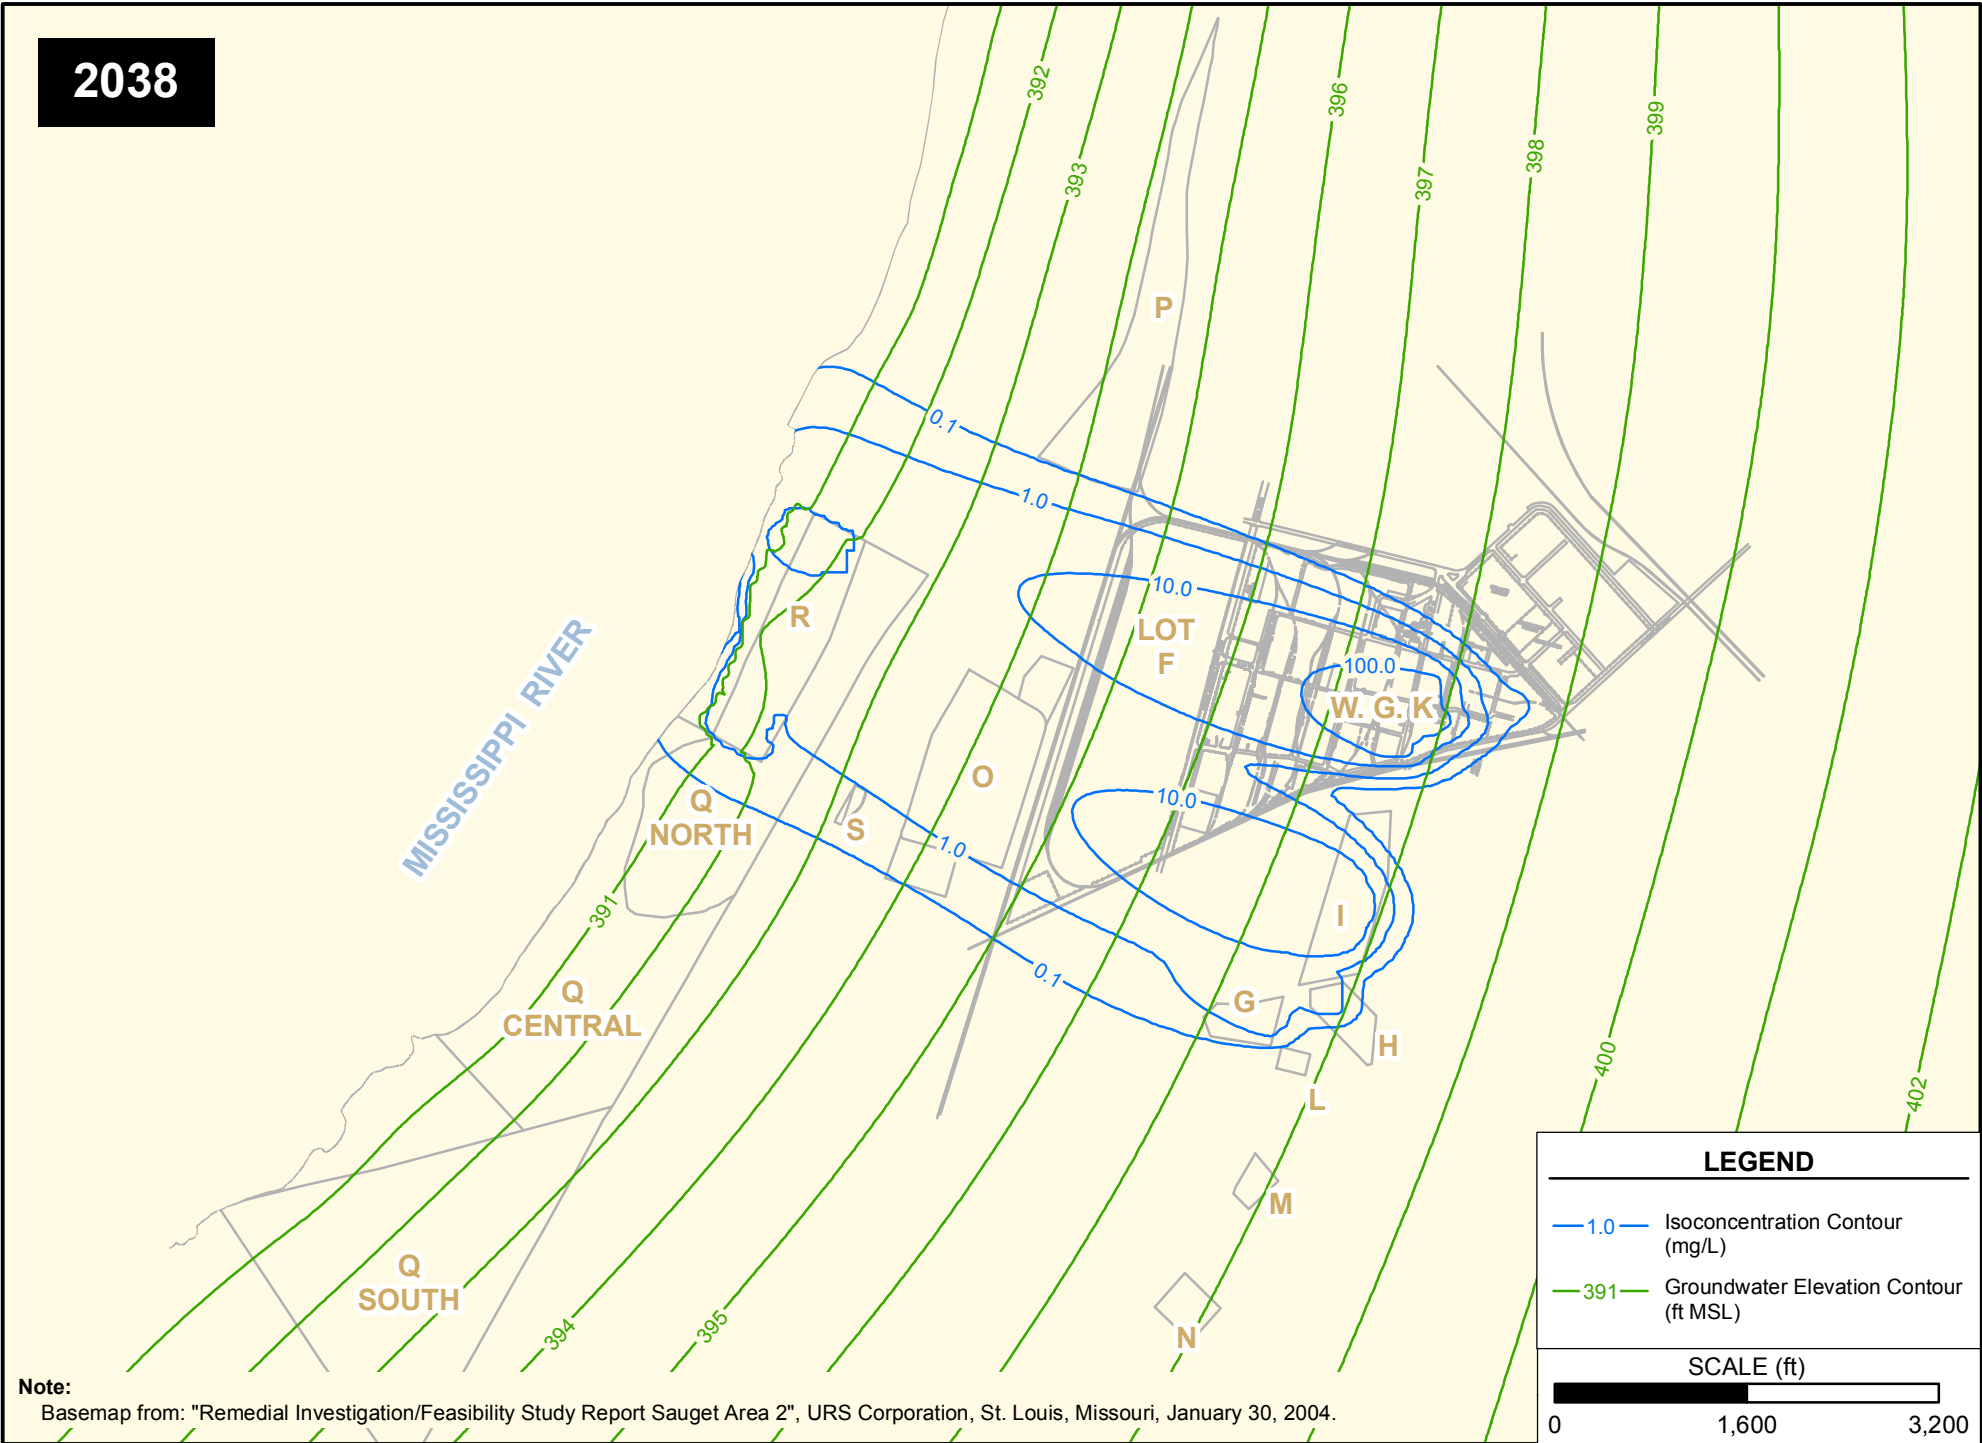 2038
392
393
396
397
398
399
P
0.1
1.0
10.0
LOT
F
100.0
W. G. K
R
MISSISSIPPI RIVER
O
10.0
Q
NORTH
S
1.0
391
I
0.1
G
Q
CENTRAL
H
L
400
402
M
Q
SOUTH
394
395
N
LEGEND
1.0 Isoconcentration Contour
(mg/L)
391 Groundwater Elevation Contour
(ft MSL)
SCALE (ft)
0 1,600 3,200
Note:
Basemap from: "Remedial Investigation/Feasibility Study Report Sauget Area 2", URS Corporation, St. Louis, Missouri, January 30, 2004.